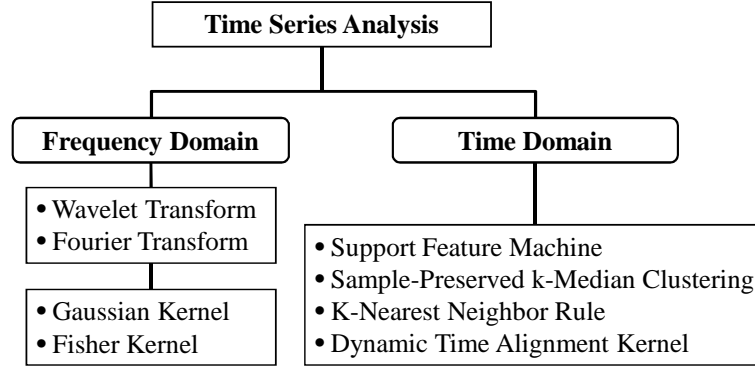 Time Series Analysis
Frequency Domain
Time Domain
• Wavelet Transform
• Fourier Transform
• Gaussian Kernel
• Fisher Kernel
• Support Feature Machine
• Sample-Preserved k-Median Clustering
• K-Nearest Neighbor Rule
• Dynamic Time Alignment Kernel